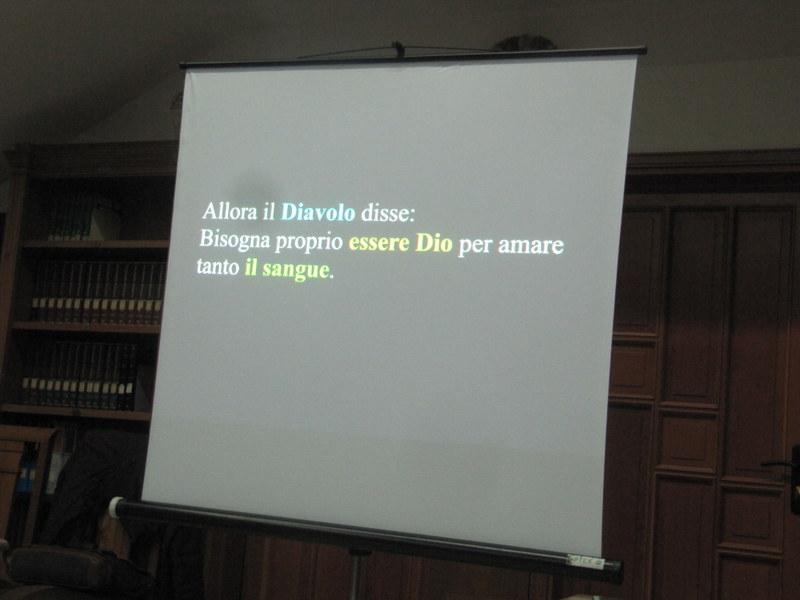 Allora il Diavolo disse:
Bisogna proprio essere Dio per amare
tanto il sangue.